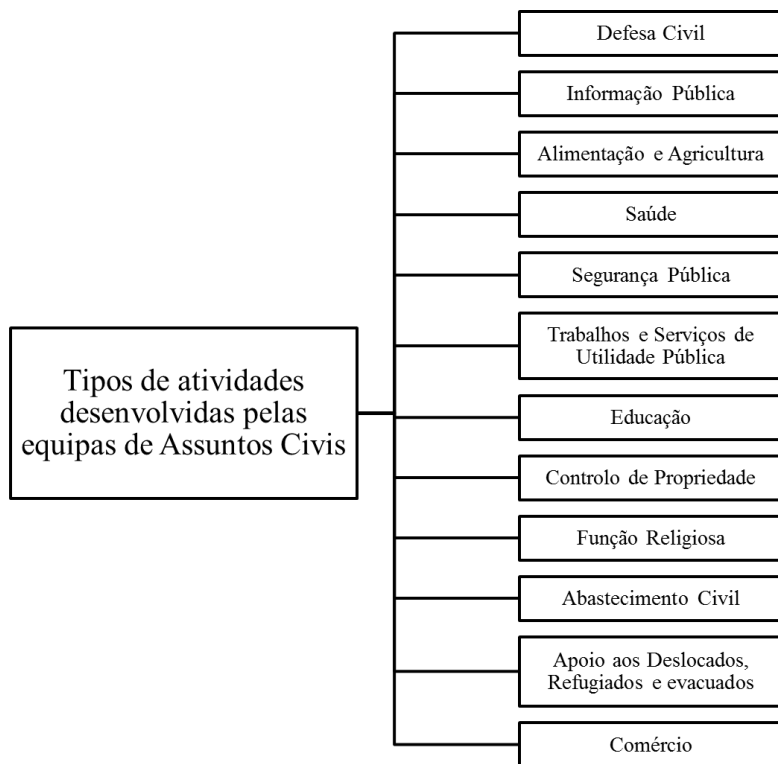 Defesa Civil
Informação Pública
Alimentação e Agricultura
Saúde
Segurança Pública
Trabalhos e Serviços de
Utilidade Pública
Tipos de atividades
desenvolvidas pelas
equipas de Assuntos Civis
Educação
Controlo de Propriedade
Função Religiosa
Abastecimento Civil
Apoio aos Deslocados,
Refugiados e evacuados
Comércio